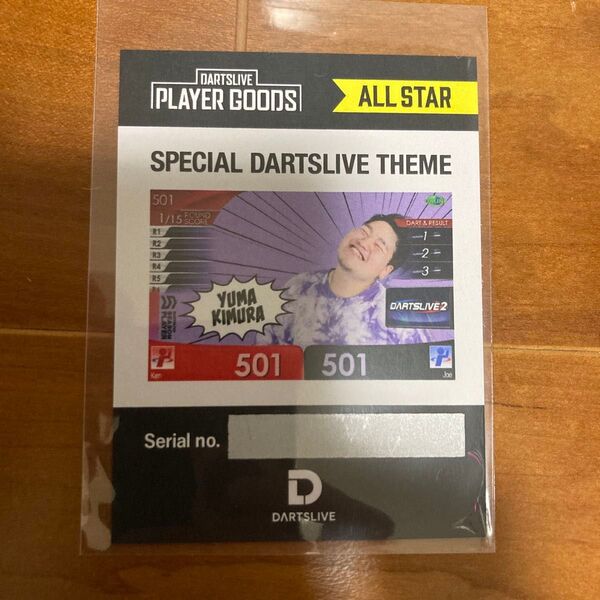 DARTSLIVE
PLAYER GOODS
ALL STAR
SPECIAL DARTSLIVE THEME
501
1/15 ROUND SCORE
R1
R2
R3
R4
R5
DART & RESULT
1 –
2 –
3 –
YUMA
KIMURA
DARTSLIVE2
501
501
Ken
Joe
Serial no.
DARTSLIVE